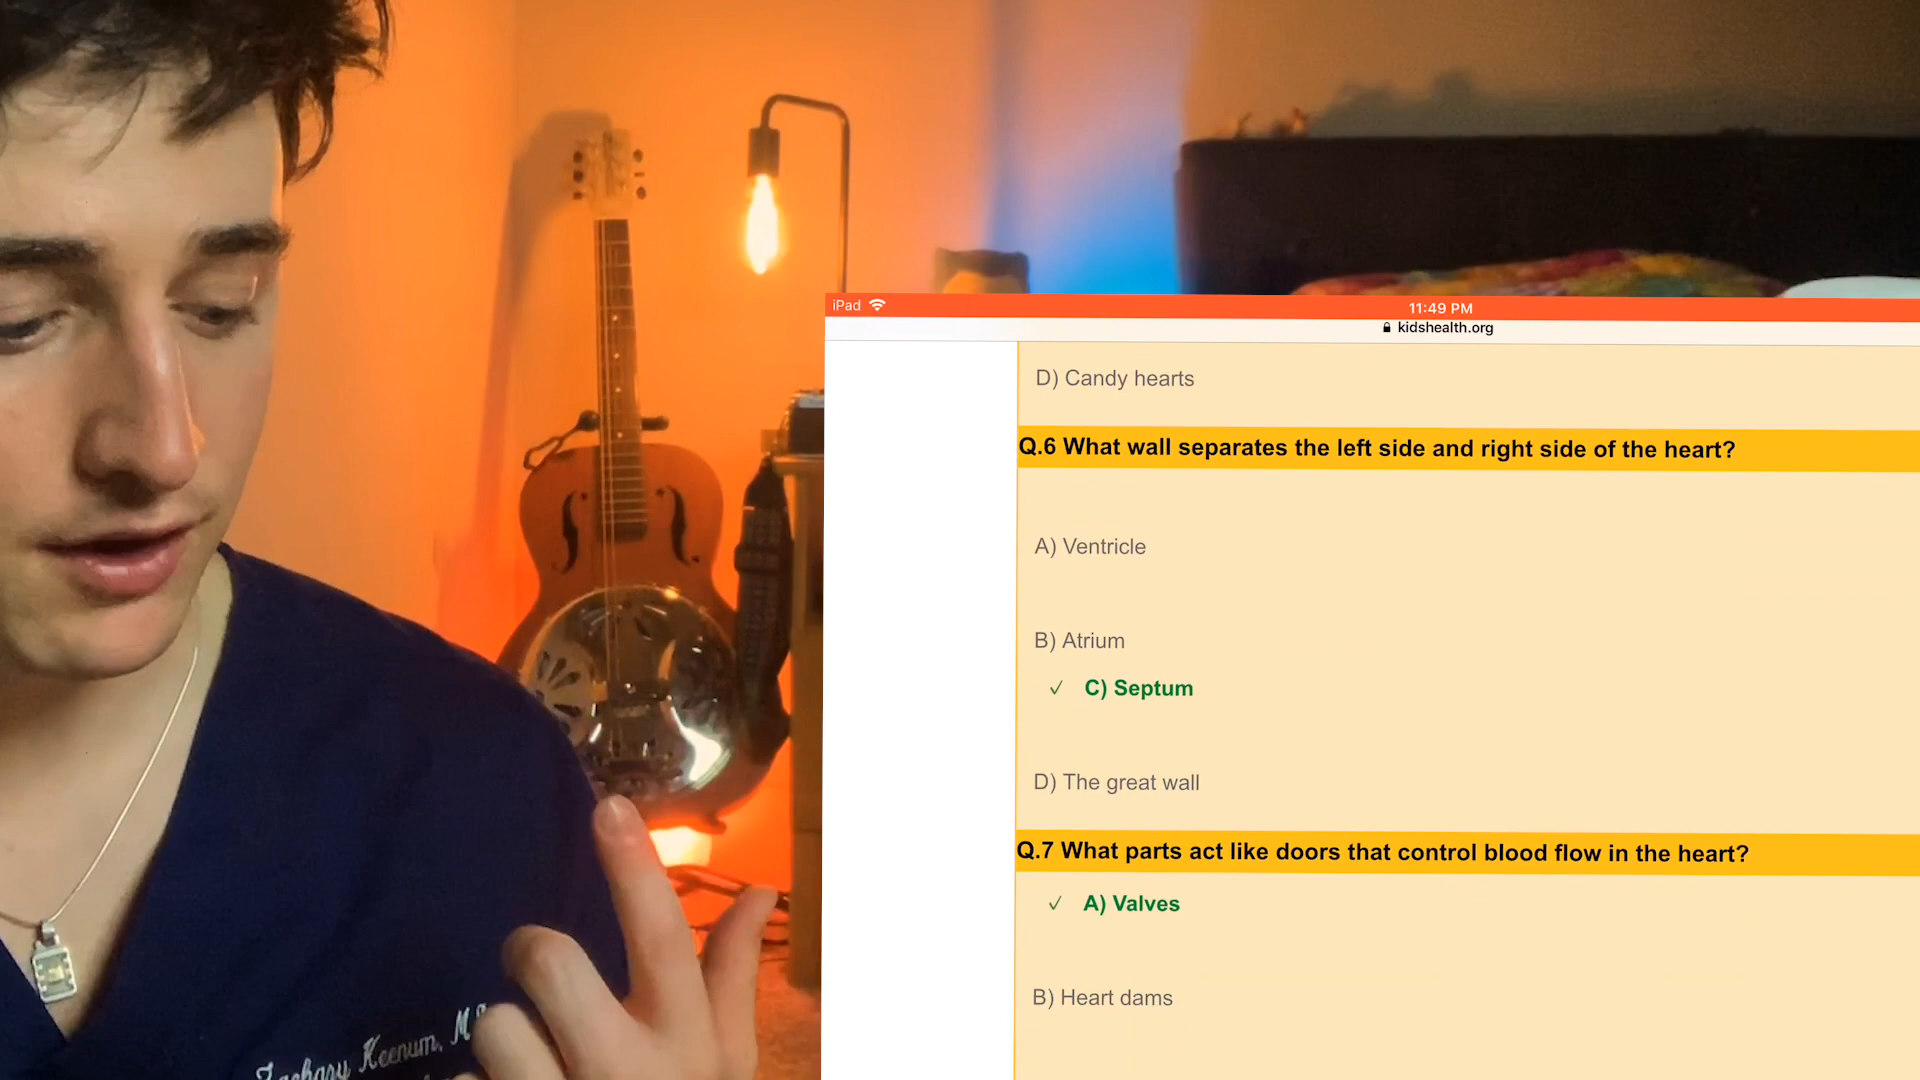 iPad
11:49 PM
kidshealth.org
D) Candy hearts
Q.6 What wall separates the left side and right side of the heart?
A) Ventricle
B) Atrium
✓ C) Septum
D) The great wall
Q.7 What parts act like doors that control blood flow in the heart?
✓ A) Valves
B) Heart dams
Zachary Keenum, M